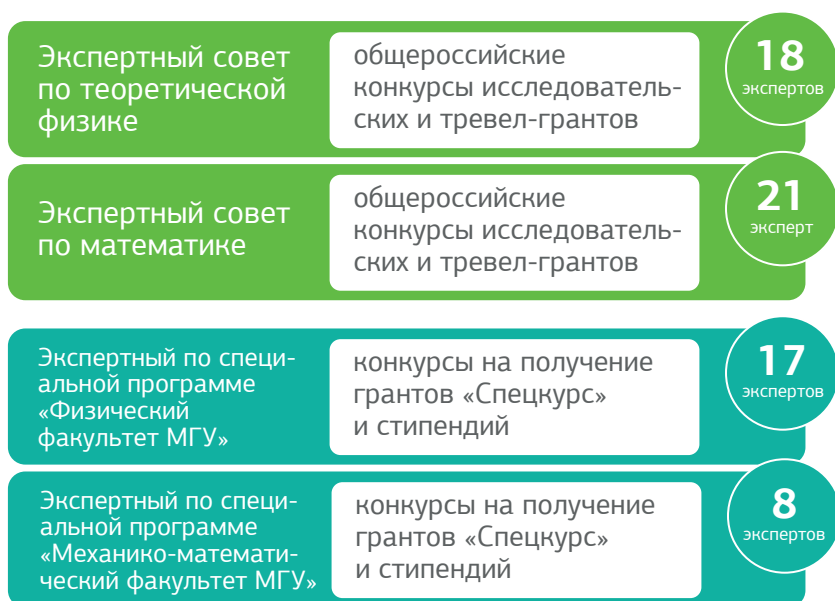 Экспертный совет
по теоретической
физике
общероссийские
конкурсы исследователь-
ских и тревел-грантов
18
экспертов
Экспертный совет
по математике
общероссийские
конкурсы исследователь-
ских и тревел-грантов
21
эксперт
Экспертный по специ-
альной программе
«Физический
факультет МГУ»
конкурсы на получение
грантов «Спецкурс»
и стипендий
17
экспертов
Экспертный по специ-
альной программе
«Механико-математи-
ческий факультет МГУ»
конкурсы на получение
грантов «Спецкурс»
и стипендий
8
экспертов